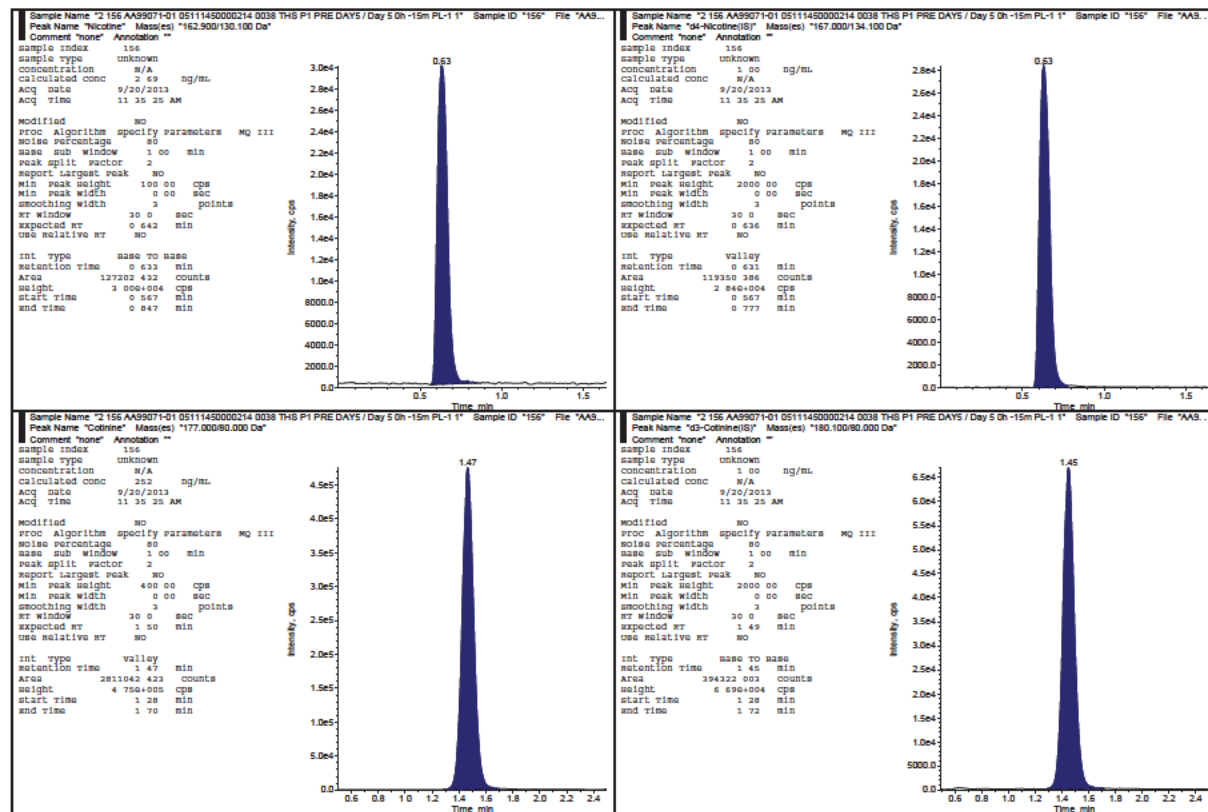 Sample Name "2 156 AA99071-01 05111450000214 0038 THS P1 PRE DAY5 / Day 5 0h -15m PL-1 1" Sample ID "156" File "AA9...
Peak Name "Nicotine" Mass(es) "162.900/130.100 Da"
Comment "none" Annotation ""
Sample Index 156
Sample Type Unknown
Concentration N/A
Calculated Conc 2 69 ng/mL
Acq Date 9/20/2013
Acq Time 11 35 25 AM
Modified NO
Proc Algorithm Specify Parameters MQ III
Noise Percentage 80
Base Sub Window 1 00 min
Peak Split Factor 2
Report Largest Peak NO
Min Peak Height 100 00 cps
Min Peak Width 0 00 sec
Smoothing Width 3 points
RT Window 30 0 sec
Expected RT 0 642 min
Use Relative RT NO
Int Type Base To Base
Retention Time 0 633 min
Area 127202 432 counts
Height 3 00e+004 cps
Start Time 0 567 min
End Time 0 847 min
0.63
3.0e4
2.8e4
2.6e4
2.4e4
2.2e4
2.0e4
1.8e4
1.6e4
1.4e4
1.2e4
1.0e4
8000.0
6000.0
4000.0
2000.0
0.0
Intensity, cps
0.5 1.0 1.5
Time min
Sample Name "2 156 AA99071-01 05111450000214 0038 THS P1 PRE DAY5 / Day 5 0h -15m PL-1 1" Sample ID "156" File "AA9...
Peak Name "d4-Nicotine(IS)" Mass(es) "167.000/134.100 Da"
Comment "none" Annotation ""
Sample Index 156
Sample Type Unknown
Concentration 1 00 ng/mL
Calculated Conc N/A
Acq Date 9/20/2013
Acq Time 11 35 25 AM
Modified NO
Proc Algorithm Specify Parameters MQ III
Noise Percentage 80
Base Sub Window 1 00 min
Peak Split Factor 2
Report Largest Peak NO
Min Peak Height 2000 00 cps
Min Peak Width 0 00 sec
Smoothing Width 3 points
RT Window 30 0 sec
Expected RT 0 636 min
Use Relative RT NO
Int Type Valley
Retention Time 0 631 min
Area 119350 386 counts
Height 2 84e+004 cps
Start Time 0 567 min
End Time 0 777 min
0.63
2.8e4
2.6e4
2.4e4
2.2e4
2.0e4
1.8e4
1.6e4
1.4e4
1.2e4
1.0e4
8000.0
6000.0
4000.0
2000.0
0.0
Intensity, cps
0.5 1.0 1.5
Time min
Sample Name "2 156 AA99071-01 05111450000214 0038 THS P1 PRE DAY5 / Day 5 0h -15m PL-1 1" Sample ID "156" File "AA9...
Peak Name "Cotinine" Mass(es) "177.000/80.000 Da"
Comment "none" Annotation ""
Sample Index 156
Sample Type Unknown
Concentration N/A
Calculated Conc 252 ng/mL
Acq Date 9/20/2013
Acq Time 11 35 25 AM
Modified NO
Proc Algorithm Specify Parameters MQ III
Noise Percentage 80
Base Sub Window 1 00 min
Peak Split Factor 2
Report Largest Peak NO
Min Peak Height 400 00 cps
Min Peak Width 0 00 sec
Smoothing Width 3 points
RT Window 30 0 sec
Expected RT 1 50 min
Use Relative RT NO
Int Type Valley
Retention Time 1 47 min
Area 2811042 423 counts
Height 4 75e+005 cps
Start Time 1 28 min
End Time 1 70 min
1.47
4.5e5
4.0e5
3.5e5
3.0e5
2.5e5
2.0e5
1.5e5
1.0e5
5.0e4
0.0
Intensity, cps
0.6 0.8 1.0 1.2 1.4 1.6 1.8 2.0 2.2 2.4
Time min
Sample Name "2 156 AA99071-01 05111450000214 0038 THS P1 PRE DAY5 / Day 5 0h -15m PL-1 1" Sample ID "156" File "AA9...
Peak Name "d3-Cotinine(IS)" Mass(es) "180.100/80.000 Da"
Comment "none" Annotation ""
Sample Index 156
Sample Type Unknown
Concentration 1 00 ng/mL
Calculated Conc N/A
Acq Date 9/20/2013
Acq Time 11 35 25 AM
Modified NO
Proc Algorithm Specify Parameters MQ III
Noise Percentage 80
Base Sub Window 1 00 min
Peak Split Factor 2
Report Largest Peak NO
Min Peak Height 2000 00 cps
Min Peak Width 0 00 sec
Smoothing Width 3 points
RT Window 30 0 sec
Expected RT 1 49 min
Use Relative RT NO
Int Type Base To Base
Retention Time 1 45 min
Area 394322 003 counts
Height 6 69e+004 cps
Start Time 1 28 min
End Time 1 72 min
1.45
6.5e4
6.0e4
5.5e4
5.0e4
4.5e4
4.0e4
3.5e4
3.0e4
2.5e4
2.0e4
1.5e4
1.0e4
5000.0
0.0
Intensity, cps
0.6 0.8 1.0 1.2 1.4 1.6 1.8 2.0 2.2 2.4
Time min